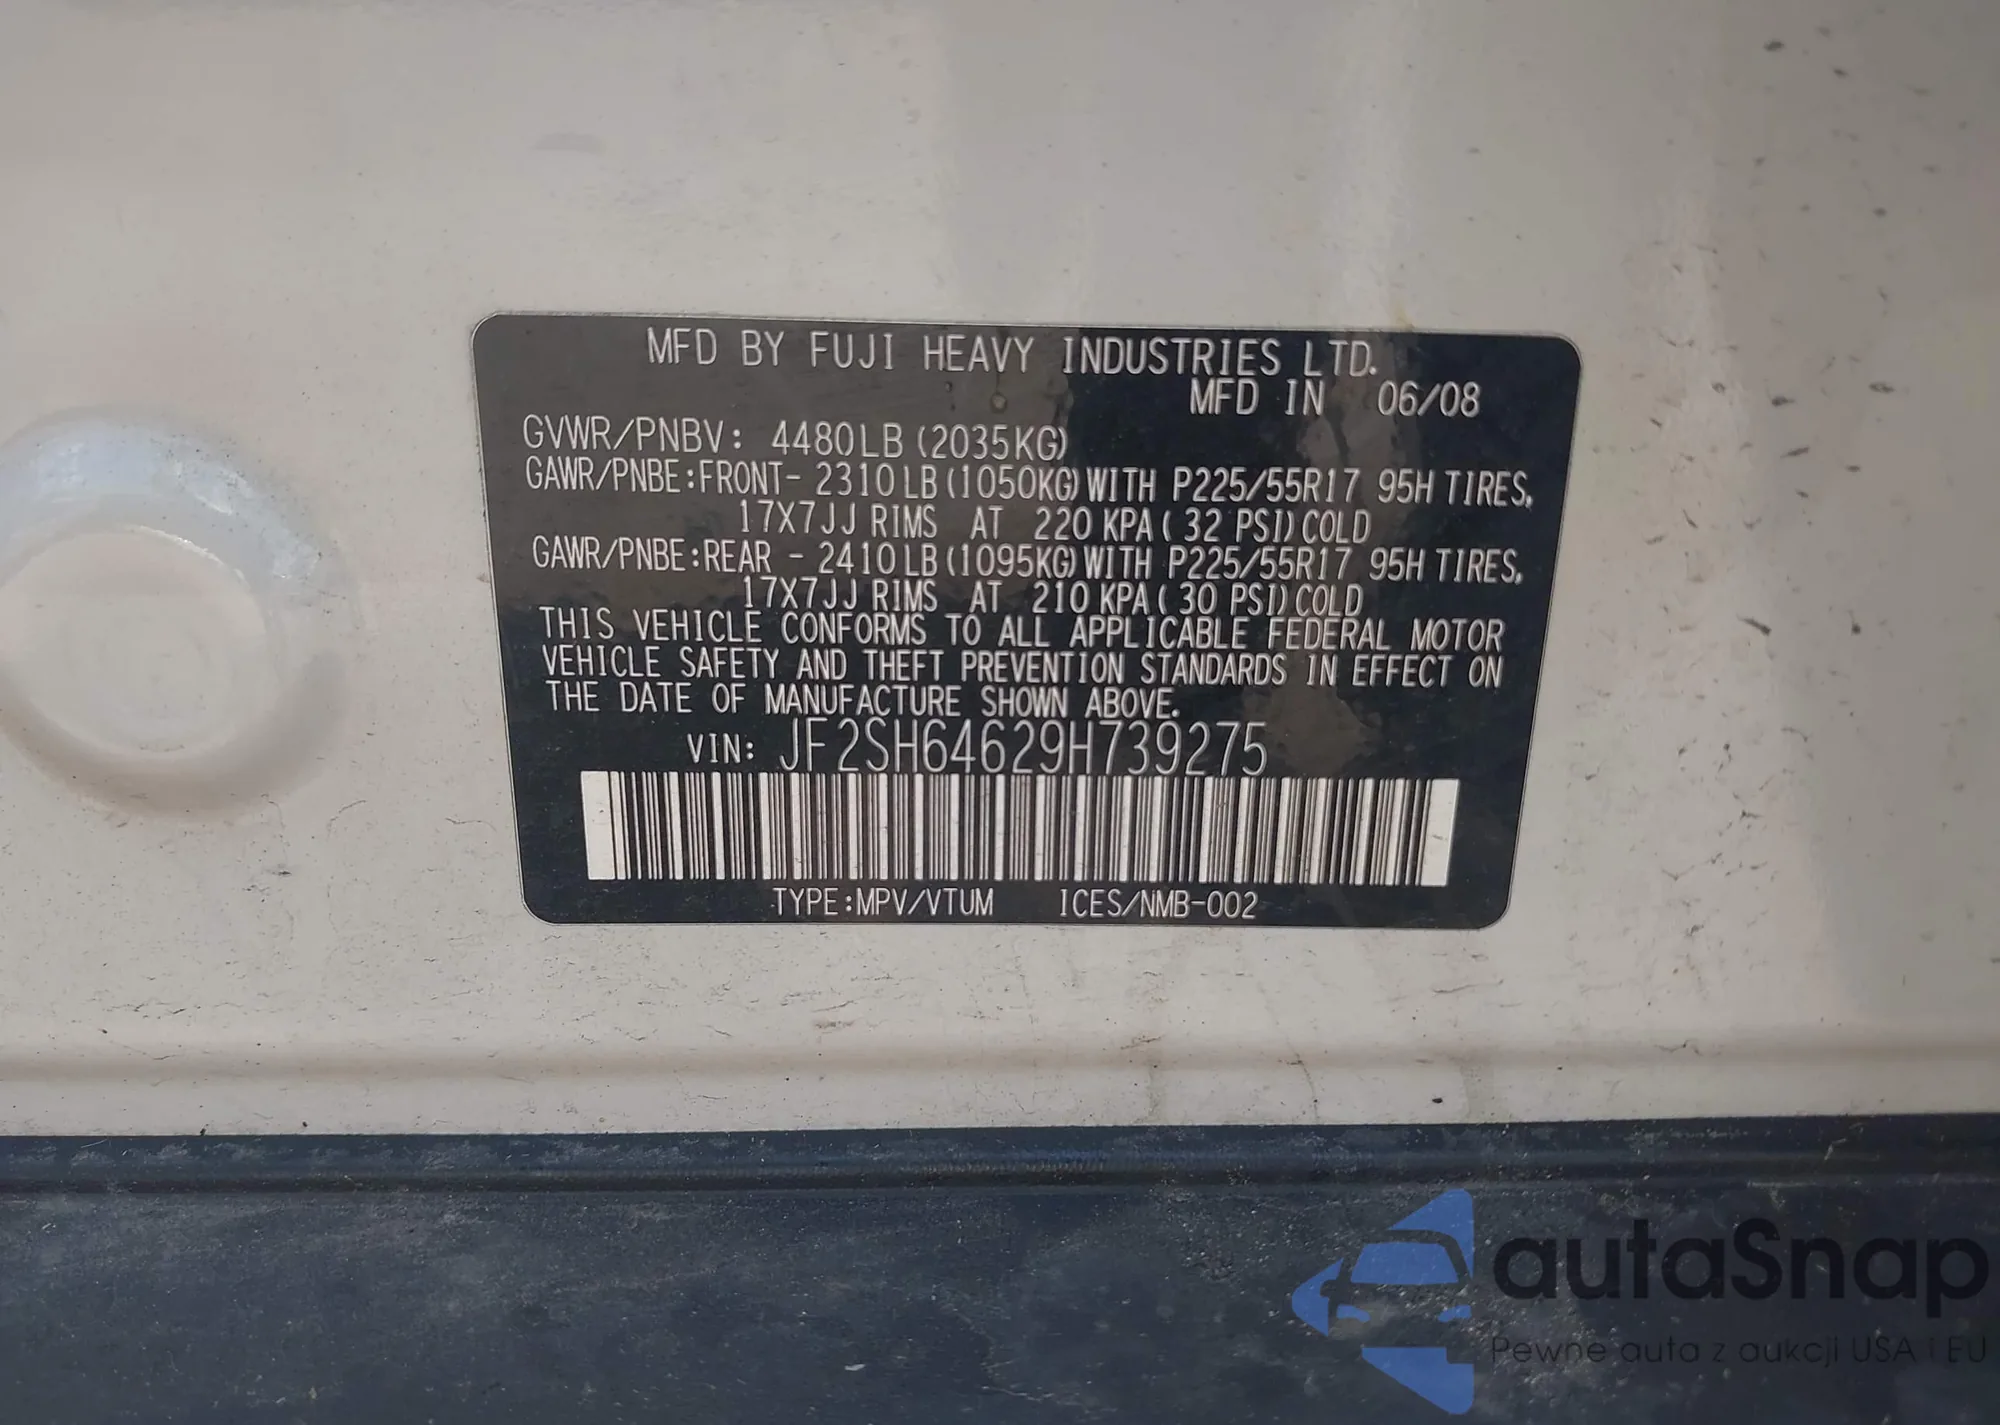 MFD BY FUJI HEAVY INDUSTRIES LTD.
MFD IN 06/08
GVWR/PNBV: 4480LB (2035KG)
GAWR/PNBE:FRONT- 2310LB (1050KG) WITH P225/55R17 95H TIRES,
17X7JJ RIMS AT 220 KPA( 32 PSI) COLD
GAWR/PNBE:REAR - 2410LB (1095KG) WITH P225/55R17 95H TIRES,
17X7JJ RIMS AT 210 KPA( 30 PSI) COLD
THIS VEHICLE CONFORMS TO ALL APPLICABLE FEDERAL MOTOR
VEHICLE SAFETY AND THEFT PREVENTION STANDARDS IN EFFECT ON
THE DATE OF MANUFACTURE SHOWN ABOVE.
VIN: JF2SH64629H739275
TYPE:MPV/VTUM ICES/NMB-002
autaSnap
Pewne auta z aukcji USA i EU